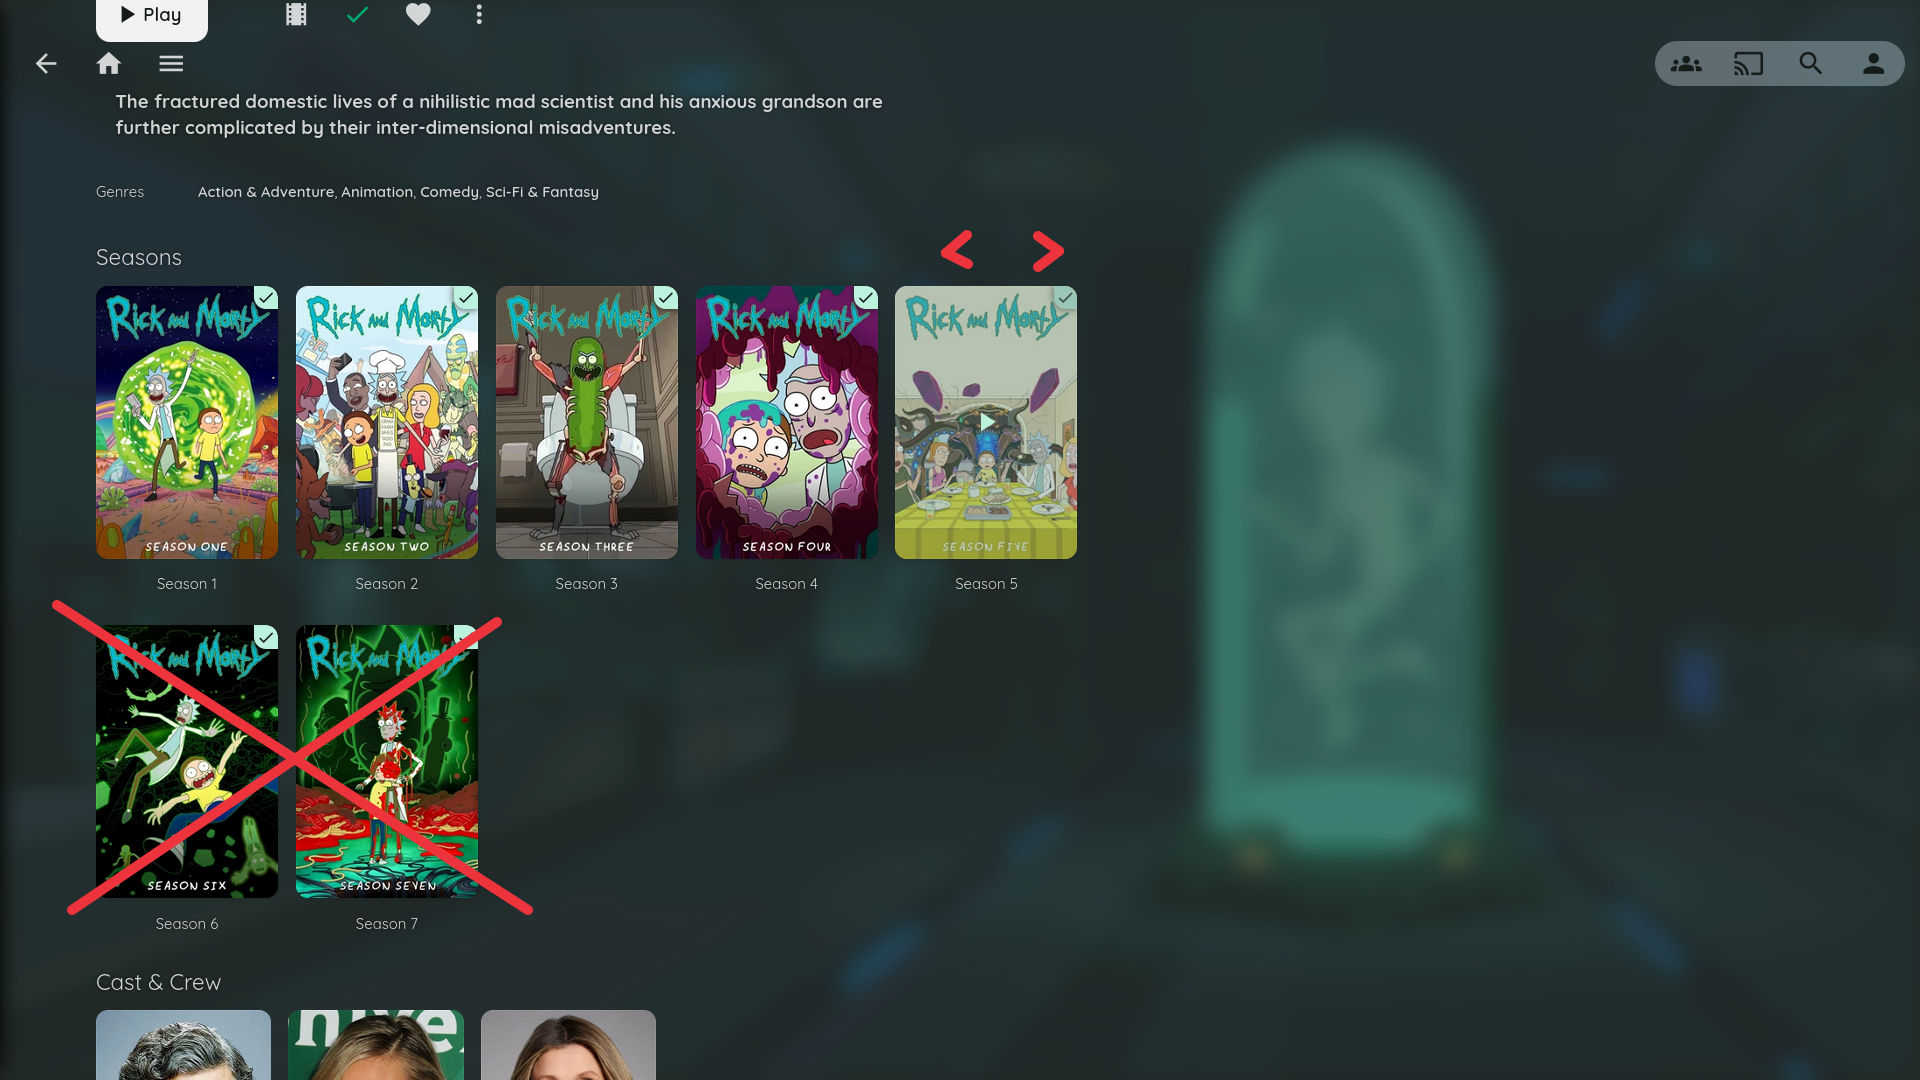 Play
The fractured domestic lives of a nihilistic mad scientist and his anxious grandson are
further complicated by their inter-dimensional misadventures.
Genres Action & Adventure, Animation, Comedy, Sci-Fi & Fantasy
Seasons
< >
Rick and Morty Rick and Morty Rick and Morty Rick and Morty Rick and Morty
SEASON ONE SEASON TWO SEASON THREE SEASON FOUR SEASON FIVE
Season 1 Season 2 Season 3 Season 4 Season 5
Rick and Morty Rick and Morty
SEASON SIX SEASON SEVEN
Season 6 Season 7
Cast & Crew